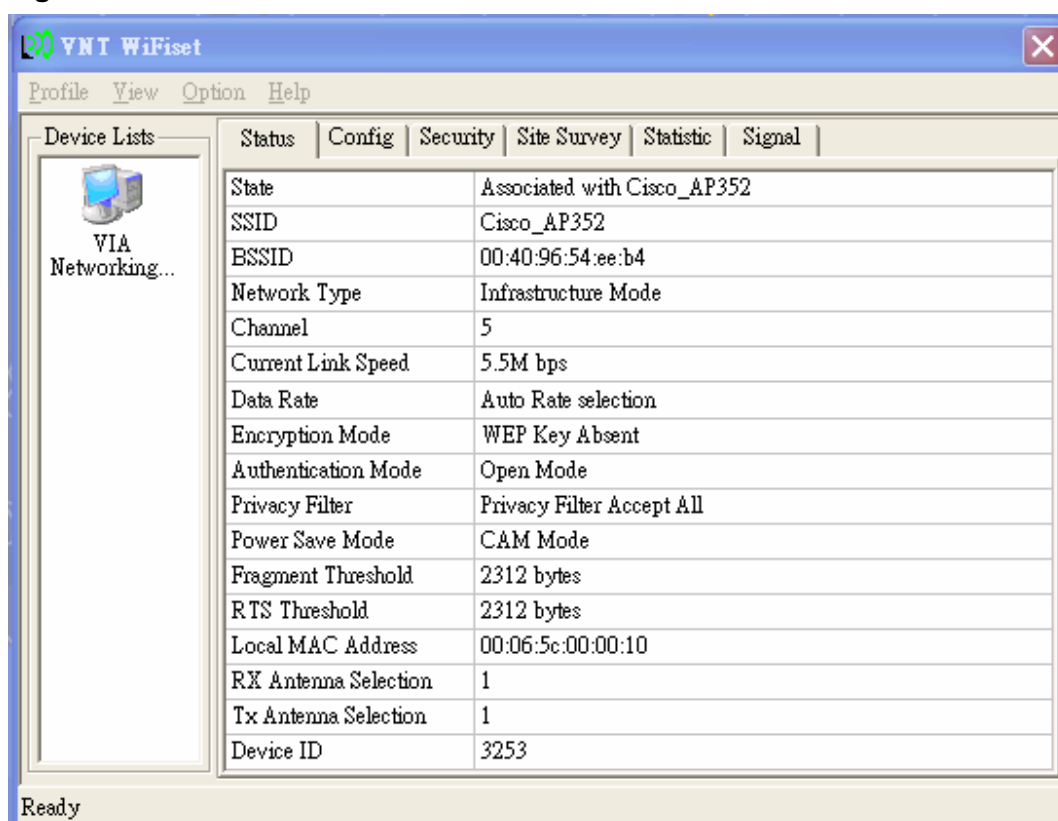 VNT WiFiset
Profile View Option Help
Device Lists
VIA
Networking...
Status Config Security Site Survey Statistic Signal
State Associated with Cisco_AP352
SSID Cisco_AP352
BSSID 00:40:96:54:ee:b4
Network Type Infrastructure Mode
Channel 5
Current Link Speed 5.5M bps
Data Rate Auto Rate selection
Encryption Mode WEP Key Absent
Authentication Mode Open Mode
Privacy Filter Privacy Filter Accept All
Power Save Mode CAM Mode
Fragment Threshold 2312 bytes
RTS Threshold 2312 bytes
Local MAC Address 00:06:5c:00:00:10
RX Antenna Selection 1
Tx Antenna Selection 1
Device ID 3253
Ready